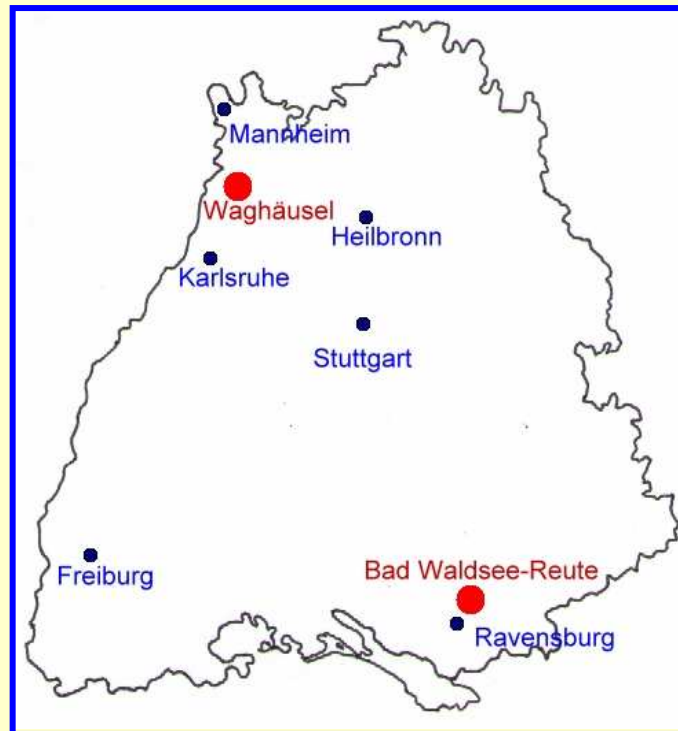 Mannheim
Waghäusel
Heilbronn
Karlsruhe
Stuttgart
Bad Waldsee-Reute
Freiburg
Ravensburg